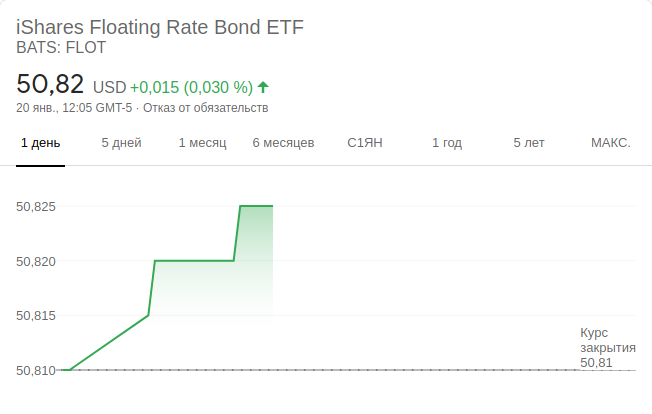 iShares Floating Rate Bond ETF
BATS: FLOT
50,82 USD +0,015 (0,030 %)
20 янв., 12:05 GMT-5 · Отказ от обязательств
1 день 5 дней 1 месяц 6 месяцев С1ЯН 1 год 5 лет МАКС.
50,825
50,820
50,815
50,810
Курс
закрытия
50,81